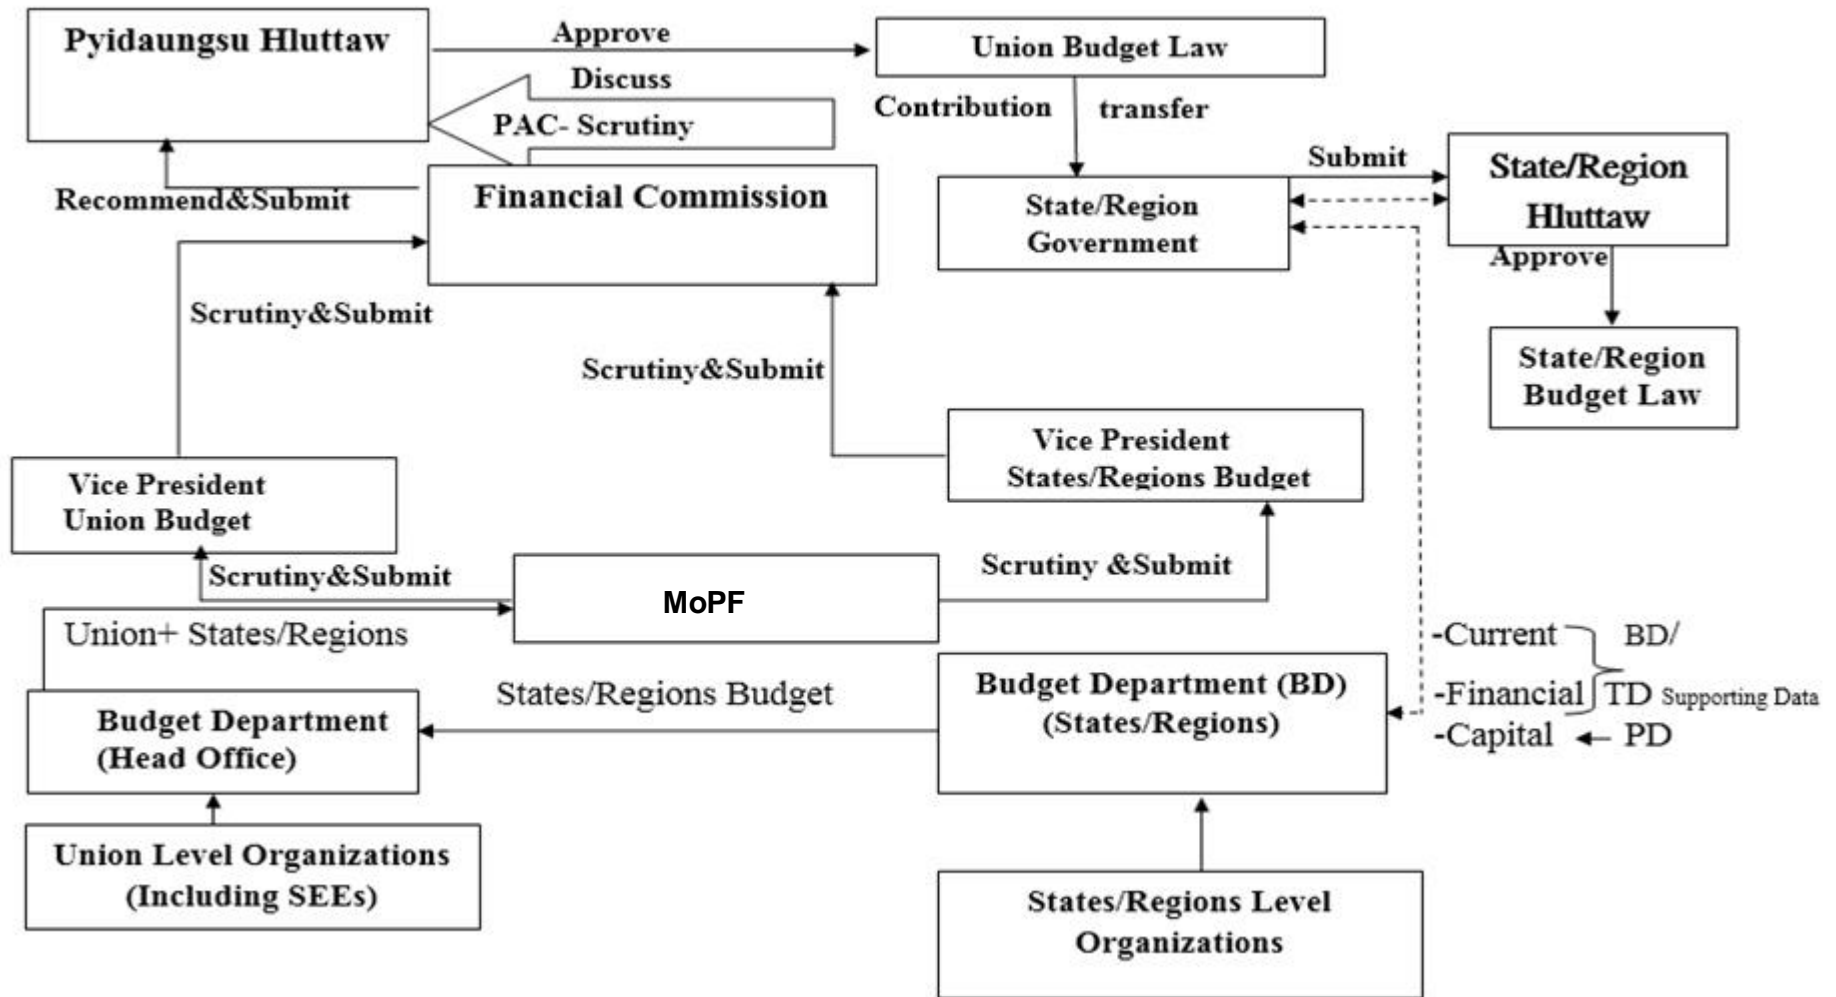 Pyidaungsu Hluttaw
Approve
Union Budget Law
Discuss
PAC- Scrutiny
Contribution transfer
Recommend&Submit
Financial Commission
State/Region
Government
Submit
State/Region
Hluttaw
Approve
State/Region
Budget Law
Scrutiny&Submit
Scrutiny&Submit
Vice President
Union Budget
Vice President
States/Regions Budget
Scrutiny&Submit
MoPF
Scrutiny &Submit
Union+ States/Regions
Budget Department
(Head Office)
States/Regions Budget
Budget Department (BD)
(States/Regions)
-Current BD/
-Financial TD Supporting Data
-Capital PD
Union Level Organizations
(Including SEEs)
States/Regions Level
Organizations